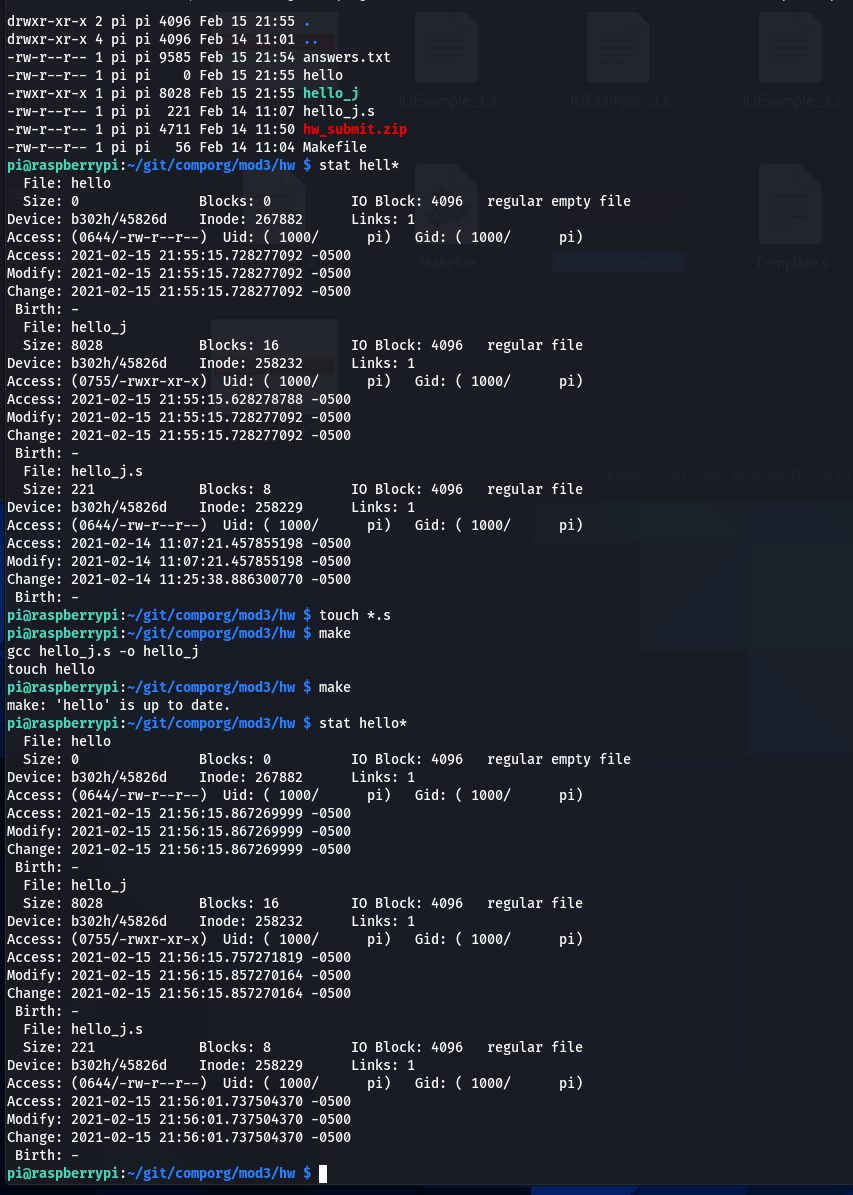 drwxr-xr-x 2 pi pi 4096 Feb 15 21:55 .
drwxr-xr-x 4 pi pi 4096 Feb 14 11:01 ..
-rw-r--r-- 1 pi pi 9585 Feb 15 21:54 answers.txt
-rw-r--r-- 1 pi pi    0 Feb 15 21:55 hello
-rwxr-xr-x 1 pi pi 8028 Feb 15 21:55 hello_j
-rw-r--r-- 1 pi pi  221 Feb 14 11:07 hello_j.s
-rw-r--r-- 1 pi pi 4711 Feb 14 11:50 hw_submit.zip
-rw-r--r-- 1 pi pi   56 Feb 14 11:04 Makefile
pi@raspberrypi:~/git/comporg/mod3/hw $ stat hell*
  File: hello
  Size: 0               Blocks: 0          IO Block: 4096   regular empty file
Device: b302h/45826d    Inode: 267882      Links: 1
Access: (0644/-rw-r--r--)  Uid: ( 1000/      pi)   Gid: ( 1000/      pi)
Access: 2021-02-15 21:55:15.728277092 -0500
Modify: 2021-02-15 21:55:15.728277092 -0500
Change: 2021-02-15 21:55:15.728277092 -0500
 Birth: -
  File: hello_j
  Size: 8028            Blocks: 16         IO Block: 4096   regular file
Device: b302h/45826d    Inode: 258232      Links: 1
Access: (0755/-rwxr-xr-x)  Uid: ( 1000/      pi)   Gid: ( 1000/      pi)
Access: 2021-02-15 21:55:15.628278788 -0500
Modify: 2021-02-15 21:55:15.728277092 -0500
Change: 2021-02-15 21:55:15.728277092 -0500
 Birth: -
  File: hello_j.s
  Size: 221             Blocks: 8          IO Block: 4096   regular file
Device: b302h/45826d    Inode: 258229      Links: 1
Access: (0644/-rw-r--r--)  Uid: ( 1000/      pi)   Gid: ( 1000/      pi)
Access: 2021-02-14 11:07:21.457855198 -0500
Modify: 2021-02-14 11:07:21.457855198 -0500
Change: 2021-02-14 11:25:38.886300770 -0500
 Birth: -
pi@raspberrypi:~/git/comporg/mod3/hw $ touch *.s
pi@raspberrypi:~/git/comporg/mod3/hw $ make
gcc hello_j.s -o hello_j
touch hello
pi@raspberrypi:~/git/comporg/mod3/hw $ make
make: 'hello' is up to date.
pi@raspberrypi:~/git/comporg/mod3/hw $ stat hello*
  File: hello
  Size: 0               Blocks: 0          IO Block: 4096   regular empty file
Device: b302h/45826d    Inode: 267882      Links: 1
Access: (0644/-rw-r--r--)  Uid: ( 1000/      pi)   Gid: ( 1000/      pi)
Access: 2021-02-15 21:56:15.867269999 -0500
Modify: 2021-02-15 21:56:15.867269999 -0500
Change: 2021-02-15 21:56:15.867269999 -0500
 Birth: -
  File: hello_j
  Size: 8028            Blocks: 16         IO Block: 4096   regular file
Device: b302h/45826d    Inode: 258232      Links: 1
Access: (0755/-rwxr-xr-x)  Uid: ( 1000/      pi)   Gid: ( 1000/      pi)
Access: 2021-02-15 21:56:15.757271819 -0500
Modify: 2021-02-15 21:56:15.857270164 -0500
Change: 2021-02-15 21:56:15.857270164 -0500
 Birth: -
  File: hello_j.s
  Size: 221             Blocks: 8          IO Block: 4096   regular file
Device: b302h/45826d    Inode: 258229      Links: 1
Access: (0644/-rw-r--r--)  Uid: ( 1000/      pi)   Gid: ( 1000/      pi)
Access: 2021-02-15 21:56:01.737504370 -0500
Modify: 2021-02-15 21:56:01.737504370 -0500
Change: 2021-02-15 21:56:01.737504370 -0500
 Birth: -
pi@raspberrypi:~/git/comporg/mod3/hw $
IOExample_1.s
IOExample_2.s
IOExample_3.s
Makefile
MemoryAccess.pdf
Template.s
"MemoryAccess.pdf" selected